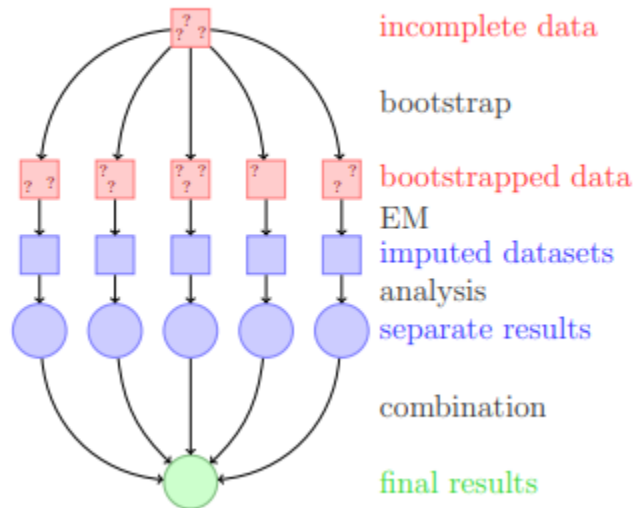 ? ? ?
incomplete data
bootstrap
? ? ? ? ? ? ? ? ? ? ?
bootstrapped data
EM
imputed datasets
analysis
separate results
combination
final results